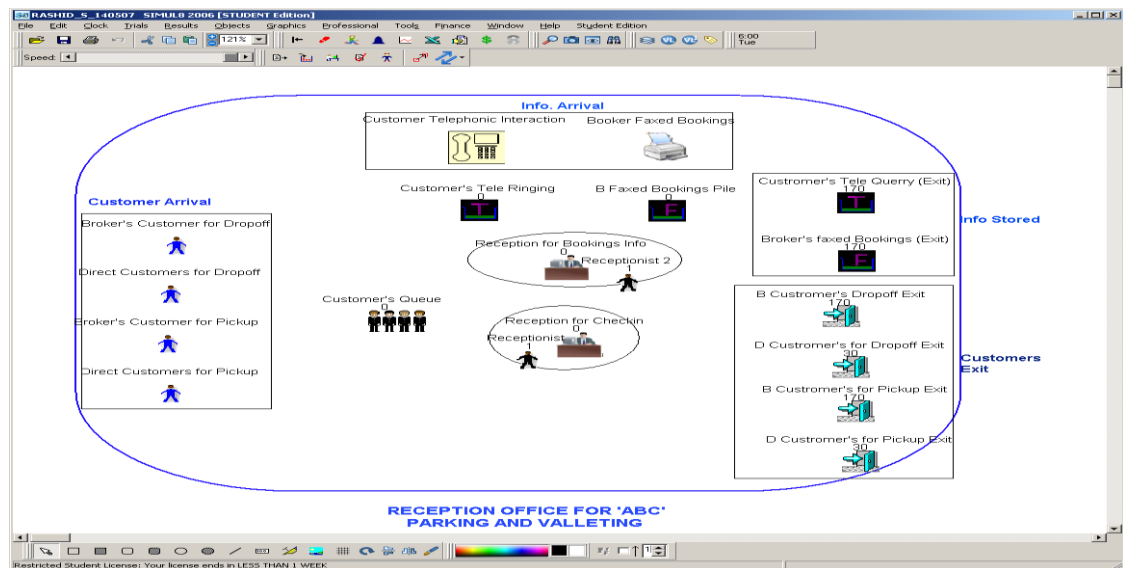 RASHID_S_140507 SIMUL8 2006 [STUDENT Edition]
File Edit Clock Trials Results Objects Graphics Professional Tools Finance Window Help Student Edition
121% 6:00
Tue
Speed:
Info. Arrival
Customer Telephonic Interaction Booker Faxed Bookings
Customer's Tele Ringing B Faxed Bookings Pile
0 0
T F
Custromer's Tele Querry (Exit)
170
T
Info Stored
Broker's faxed Bookings (Exit)
170
F
Customer Arrival
Broker's Customer for Dropoff
Direct Customers for Dropoff
Broker's Customer for Pickup
Direct Customers for Pickup
Reception for Bookings Info
0
Receptionist 2
1
Customer's Queue
0
Reception for Checkin
0
Receptionist
1
B Customer's Dropoff Exit
170
D Customer's for Dropoff Exit
30
Customers
Exit
B Custromer's for Pickup Exit
170
D Custromer's for Pickup Exit
30
RECEPTION OFFICE FOR 'ABC'
PARKING AND VALLETING
1
Restricted Student License: Your license ends in LESS THAN 1 WEEK